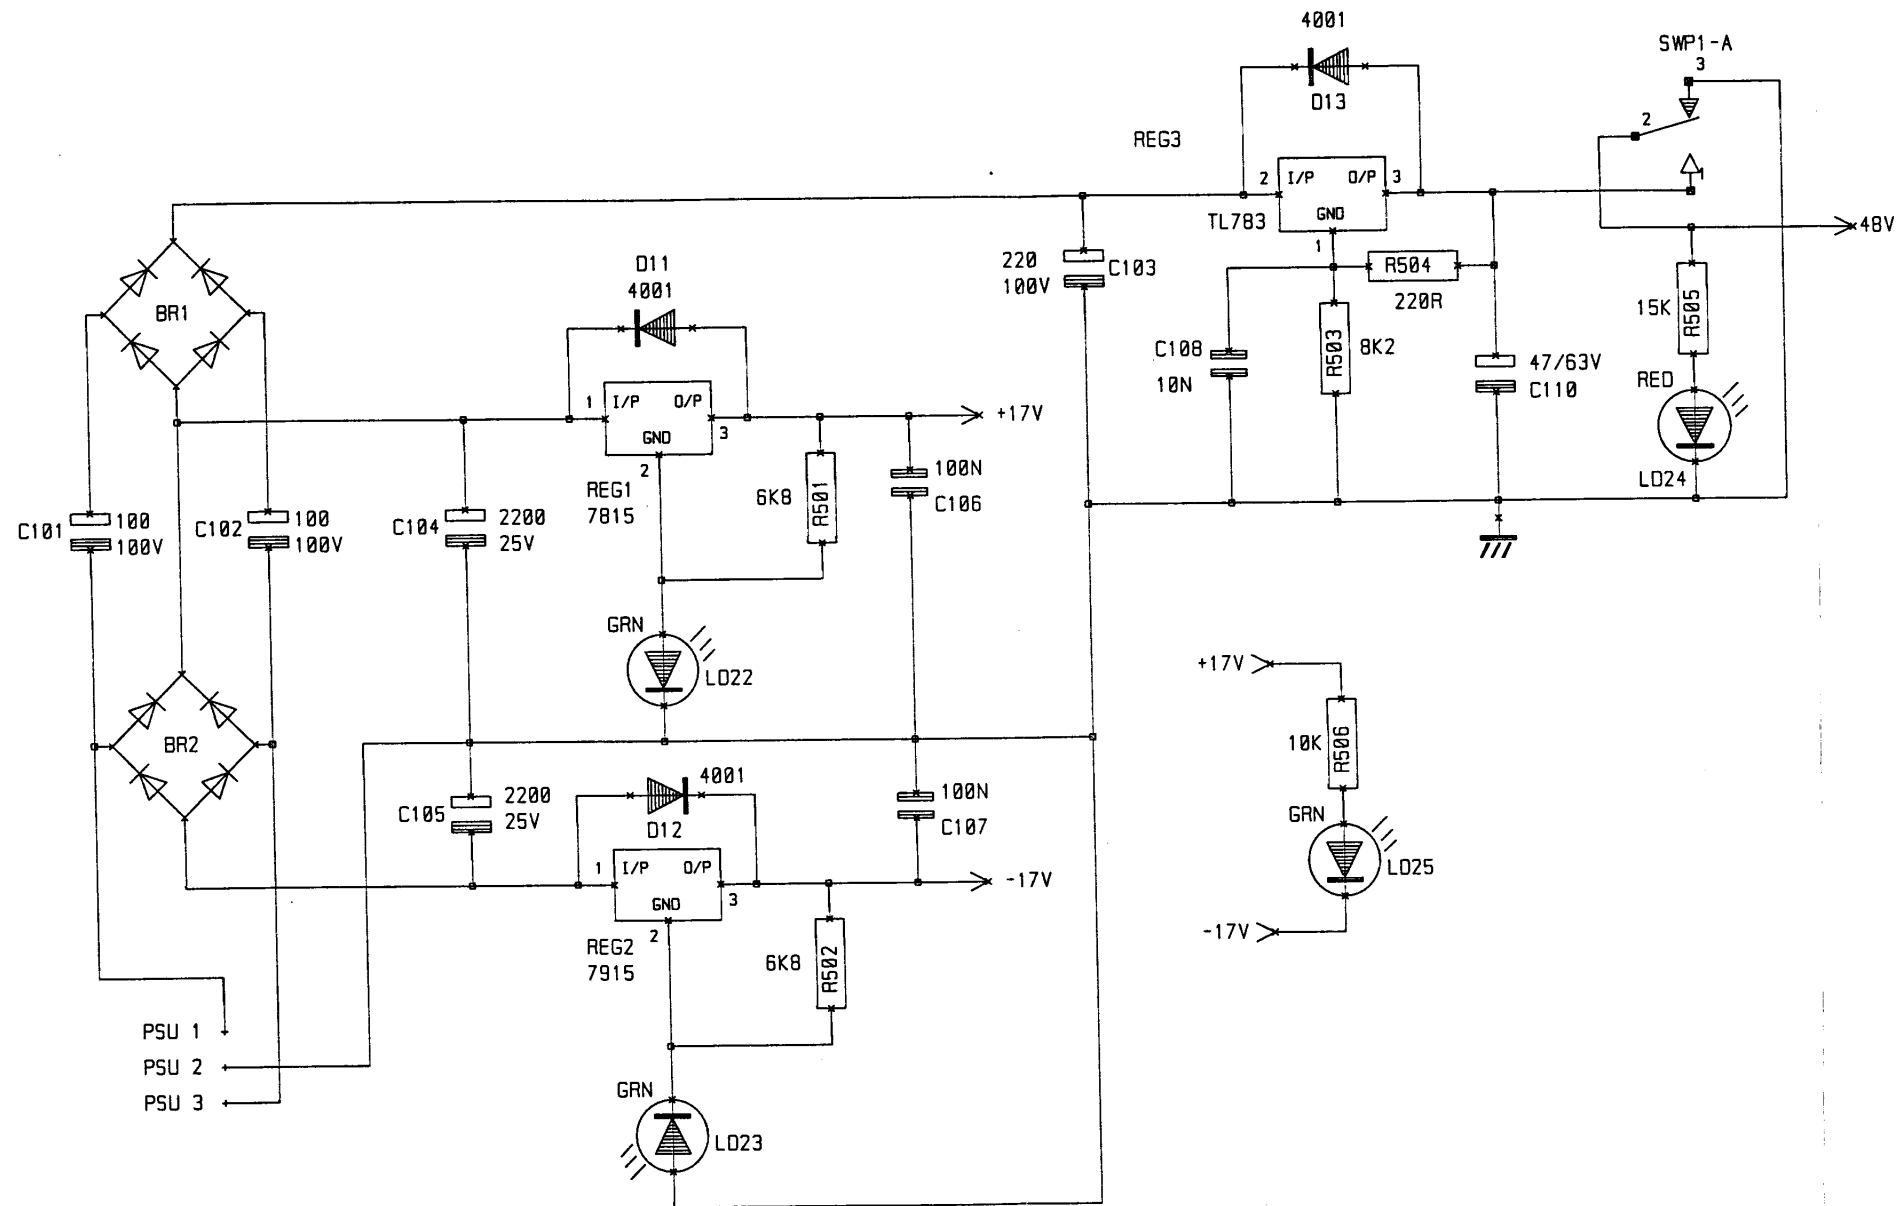 4001
D13
SWP1-A
3
2
1
REG3
2 I/P O/P 3
GND
TL783
1
48V
220
100V
C103
R504
220R
R503
8K2
C108
10N
47/63V
C110
15K
R505
RED
LD24
BR1
D11
4001
1 I/P O/P
GND
3
2
+17V
REG1
7815
6K8
R501
100N
C106
C101
100
100V
C102
100
100V
C104
2200
25V
GRN
LD22
BR2
C105
2200
25V
4001
D12
100N
C107
1 I/P O/P
GND
3
2
-17V
REG2
7915
6K8
R502
GRN
LD23
PSU 1
PSU 2
PSU 3
+17V
10K
R506
GRN
LD25
-17V